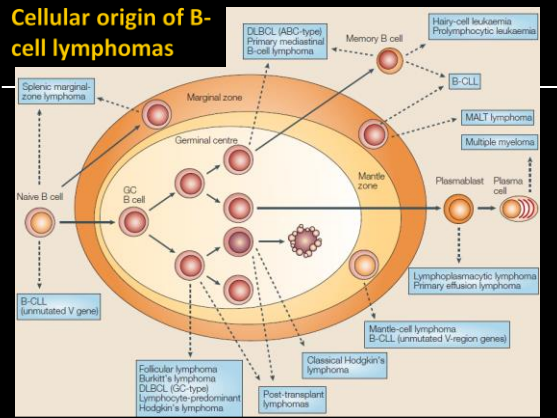 Cellular origin of B-
cell lymphomas
DLBCL (ABC-type)
Primary mediastinal
B-cell lymphoma
Memory B cell
Hairy-cell leukaemia
Prolymphocytic leukaemia
Splenic marginal-
zone lymphoma
Marginal zone
B-CLL
MALT lymphoma
Germinal centre
Multiple myeloma
Mantle
zone
Plasmablast
Plasma
cell
GC
B cell
Naive B cell
Lymphoplasmacytic lymphoma
Primary effusion lymphoma
B-CLL
(unmutated V gene)
Mantle-cell lymphoma
B-CLL (unmutated V-region genes)
Classical Hodgkin's
lymphoma
Follicular lymphoma
Burkitt's lymphoma
DLBCL (GC-type)
Lymphocyte-predominant
Hodgkin's lymphoma
Post-transplant
lymphomas